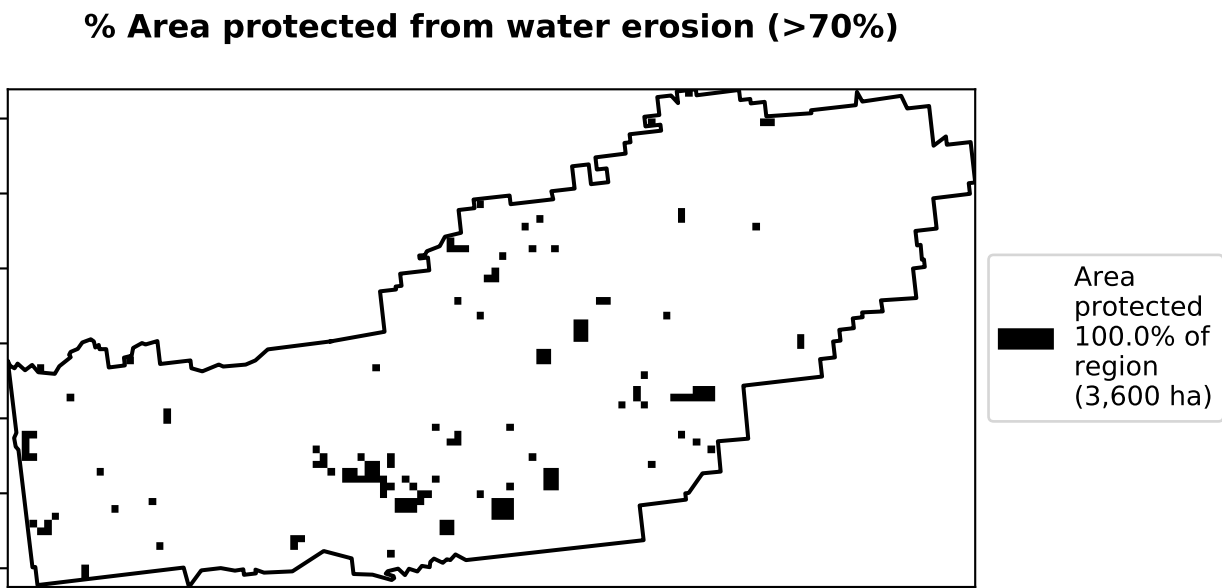 % Area protected from water erosion (>70%)
Area
protected
100.0% of
region
(3,600 ha)